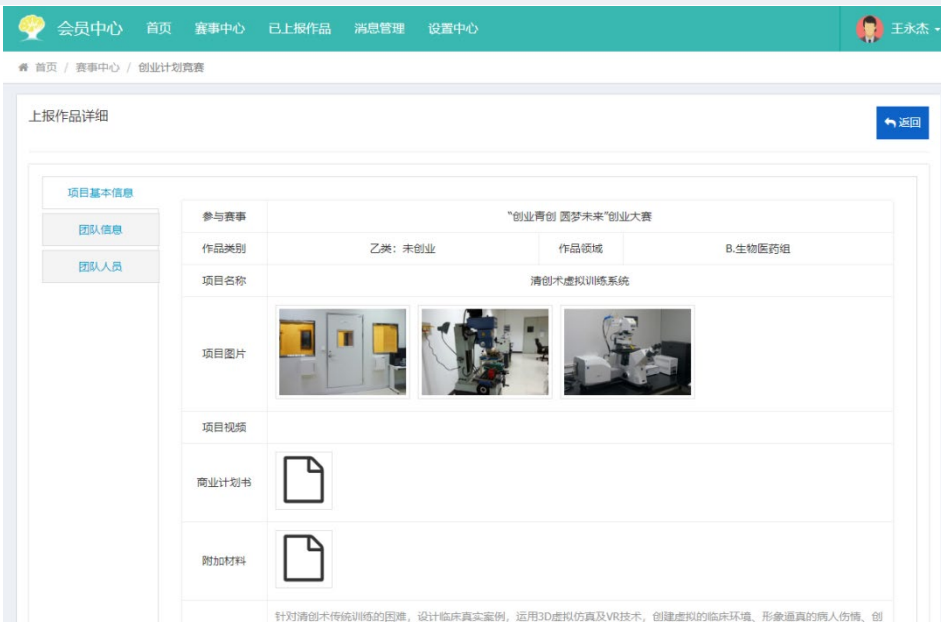 会员中心 首页 赛事中心 已上报作品 消息管理 设置中心 王永杰
首页 / 赛事中心 / 创业计划竞赛
上报作品详细
返回
项目基本信息
团队信息
团队人员
参与赛事 “创业青创 圆梦未来”创业大赛
作品类别 乙类：未创业 作品领域 B.生物医药组
项目名称 清创术虚拟训练系统
项目图片
项目视频
商业计划书
附加材料
针对清创术传统训练的困难，设计临床真实案例，运用3D虚拟仿真及VR技术，创建虚拟的临床环境、形象逼真的病人伤情、创